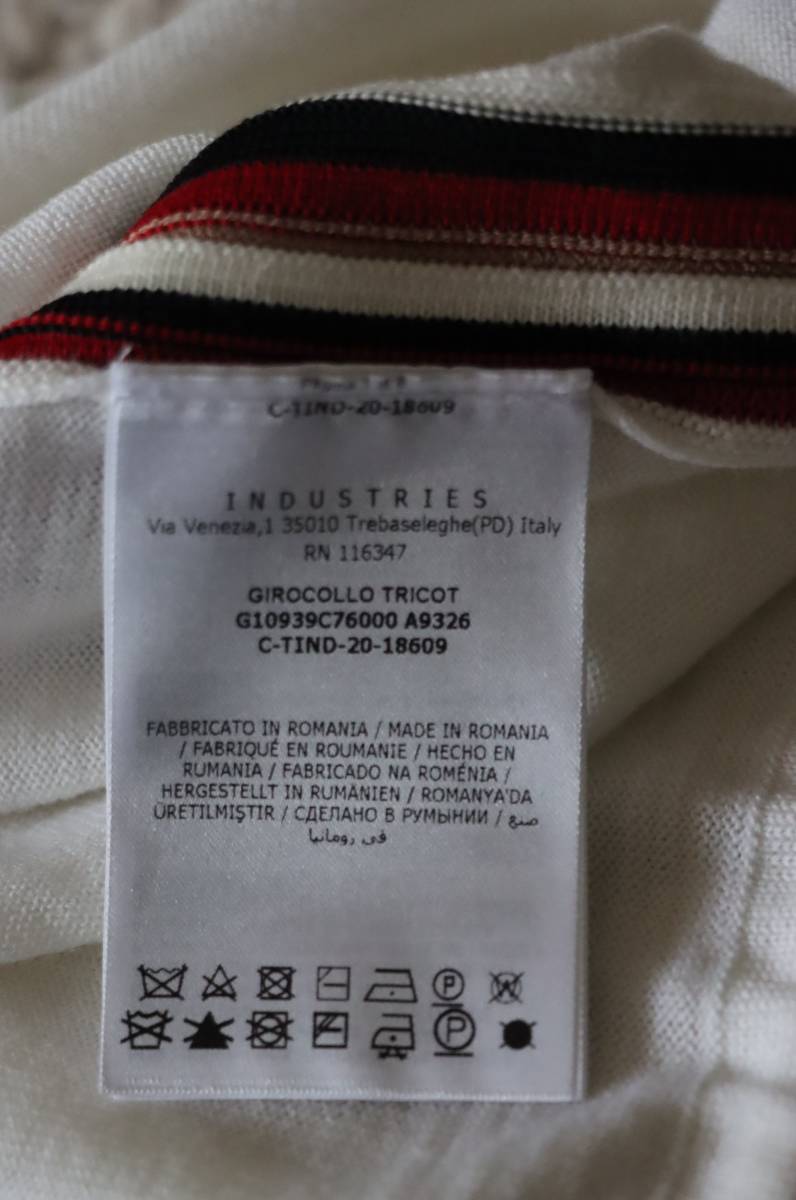 C-TIND-20-18609
INDUSTRIES
Via Venezia,1 35010 Trebaseleghe(PD) Italy
RN 116347
GIROCOLLO TRICOT
G10939C76000 A9326
C-TIND-20-18609
FABBRICATO IN ROMANIA / MADE IN ROMANIA
/ FABRIQUÉ EN ROUMANIE / HECHO EN
RUMANIA / FABRICADO NA ROMÉNIA /
HERGESTELLT IN RUMÄNIEN / ROMANYA'DA
ÜRETILMIŞTIR / СДЕЛАНО В РУМЫНИИ / صنع
في رومانيا
P W
P